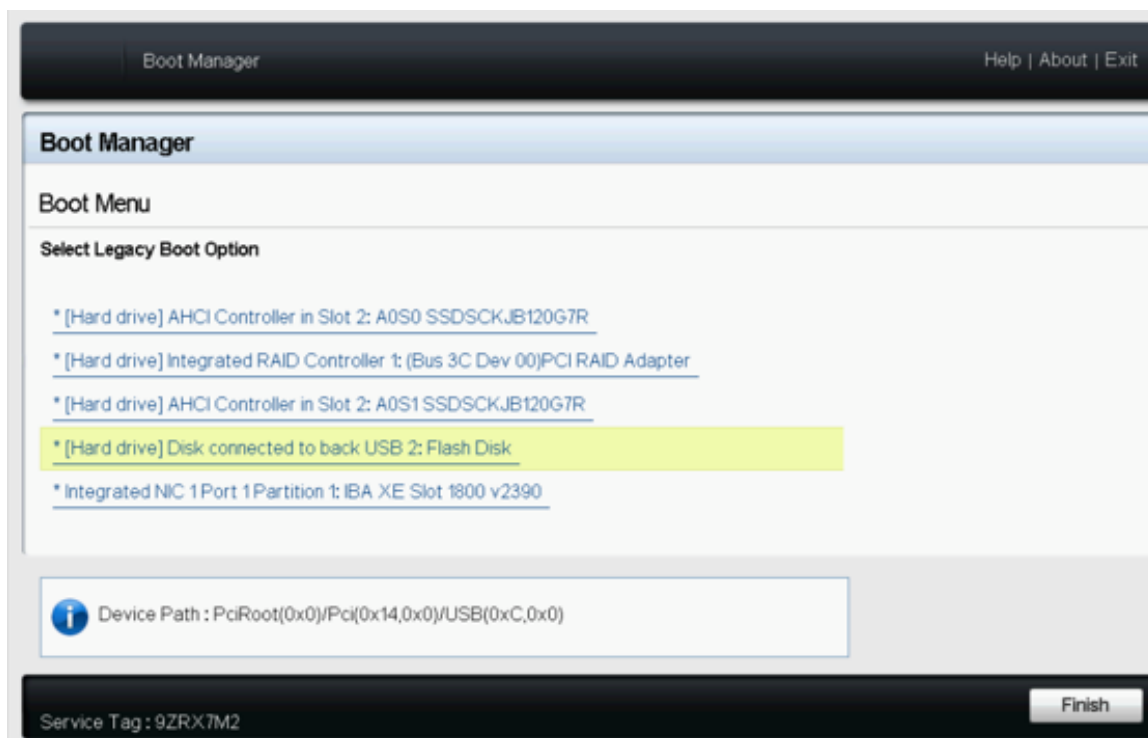 Boot Manager
Help | About | Exit
Boot Manager
Boot Menu
Select Legacy Boot Option
* [Hard drive] AHCI Controller in Slot 2: A0S0 SSDSCKJB120G7R
* [Hard drive] Integrated RAID Controller 1: (Bus 3C Dev 00)PCI RAID Adapter
* [Hard drive] AHCI Controller in Slot 2: A0S1 SSDSCKJB120G7R
* [Hard drive] Disk connected to back USB 2: Flash Disk
* Integrated NIC 1 Port 1 Partition 1: IBA XE Slot 1800 v2390
Device Path : PciRoot(0x0)/Pci(0x14,0x0)/USB(0xC,0x0)
Finish
Service Tag : 9ZRX7M2